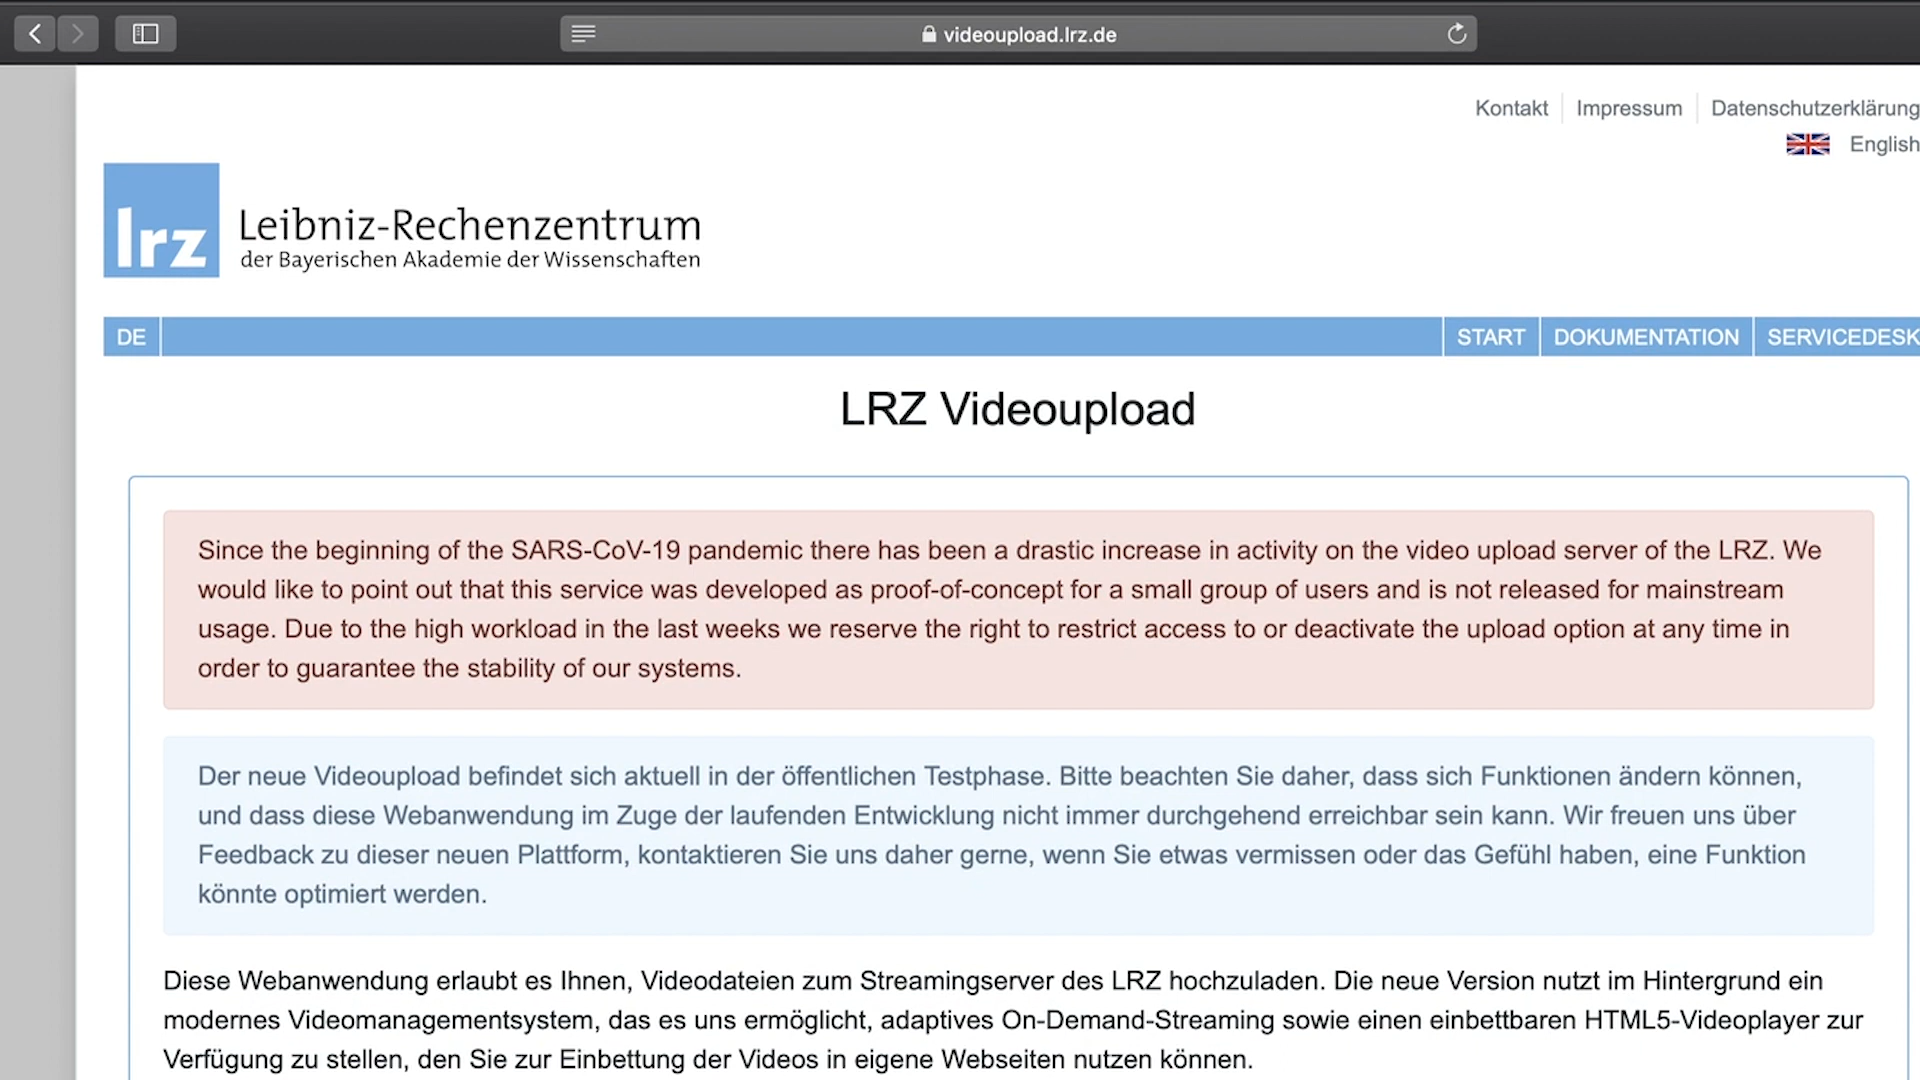 videoupload.lrz.de
Kontakt Impressum Datenschutzerklärung
English
lrz
Leibniz-Rechenzentrum
der Bayerischen Akademie der Wissenschaften
DE START DOKUMENTATION SERVICEDESK
LRZ Videoupload
Since the beginning of the SARS-CoV-19 pandemic there has been a drastic increase in activity on the video upload server of the LRZ. We
would like to point out that this service was developed as proof-of-concept for a small group of users and is not released for mainstream
usage. Due to the high workload in the last weeks we reserve the right to restrict access to or deactivate the upload option at any time in
order to guarantee the stability of our systems.
Der neue Videoupload befindet sich aktuell in der öffentlichen Testphase. Bitte beachten Sie daher, dass sich Funktionen ändern können,
und dass diese Webanwendung im Zuge der laufenden Entwicklung nicht immer durchgehend erreichbar sein kann. Wir freuen uns über
Feedback zu dieser neuen Plattform, kontaktieren Sie uns daher gerne, wenn Sie etwas vermissen oder das Gefühl haben, eine Funktion
könnte optimiert werden.
Diese Webanwendung erlaubt es Ihnen, Videodateien zum Streamingserver des LRZ hochzuladen. Die neue Version nutzt im Hintergrund ein
modernes Videomanagementsystem, das es uns ermöglicht, adaptives On-Demand-Streaming sowie einen einbettbaren HTML5-Videoplayer zur
Verfügung zu stellen, den Sie zur Einbettung der Videos in eigene Webseiten nutzen können.